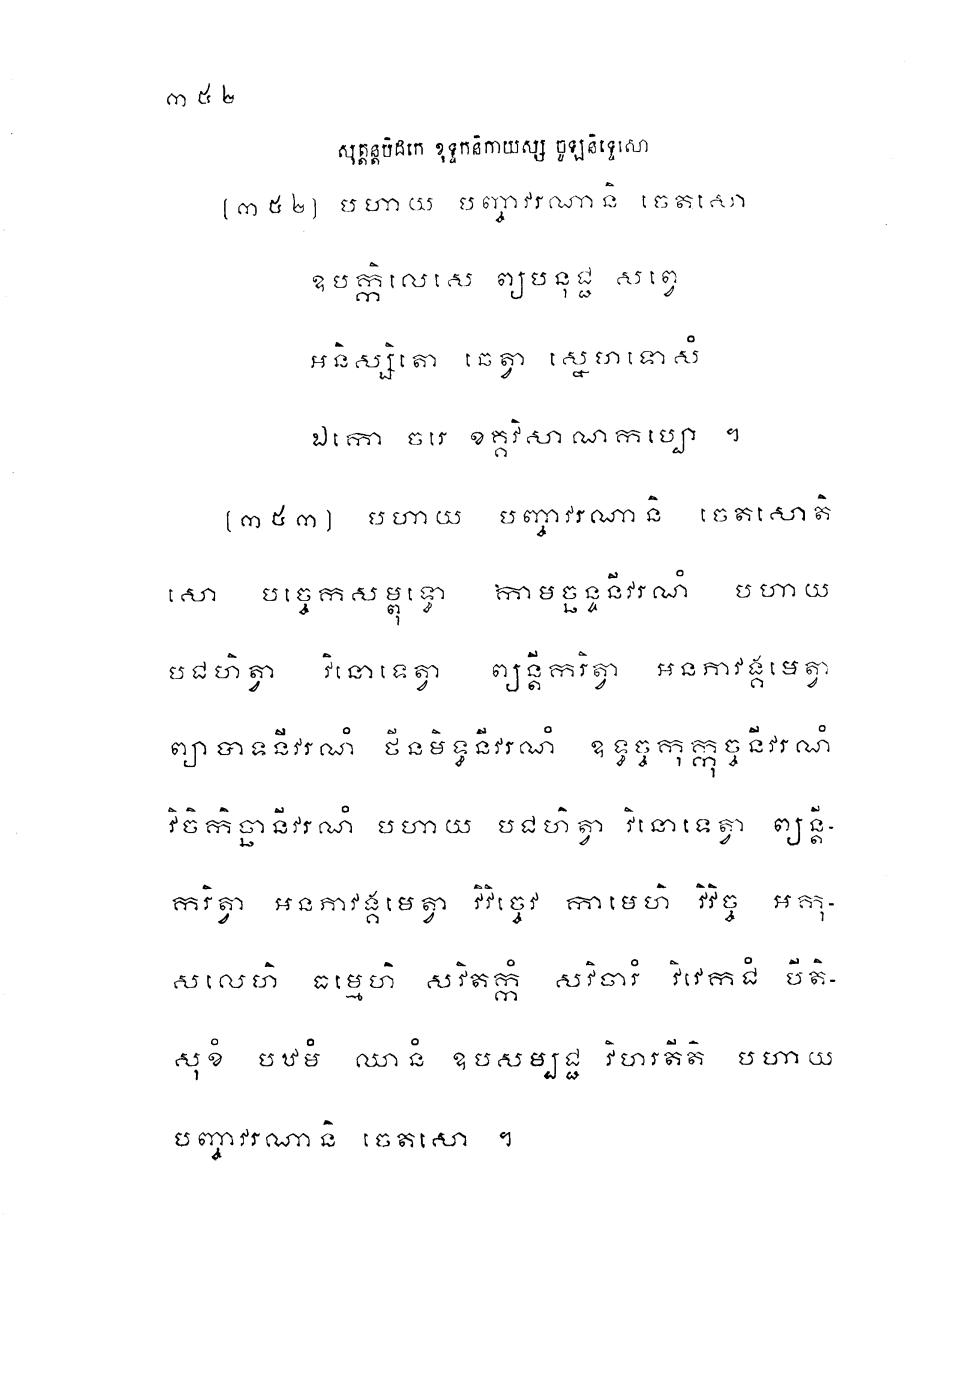 ៣៥២
សុត្តន្តបិដកេ ខុទ្ទកនិកាយស្ស ចូឡនិទ្ទេសោ
(៣៥២) បហាយ បញ្ចាវរណានិ ចេតសោ
ឧបក្កិលេសេ ព្យបនុជ្ជ សព្វេ
អនិស្សិតោ ឆេត្វា ស្នេហទោសំ
ឯកោ ចរេ ខគ្គវិសាណកប្បោ ។
(៣៥៣) បហាយ បញ្ចាវរណានិ ចេតសោតិ
សោ បច្ចេកសម្ពុទ្ធោ កាមច្ឆន្ទនីវរណំ បហាយ
បជហិត្វា វិនោទេត្វា ព្យន្តីករិត្វា អនភាវង្គមេត្វា
ព្យាបាទនីវរណំ ថីនមិទ្ធនីវរណំ ឧទ្ធច្ចកុក្កុច្ចនីវរណំ
វិចិកិច្ឆានីវរណំ បហាយ បជហិត្វា វិនោទេត្វា ព្យន្តី-
ករិត្វា អនភាវង្គមេត្វា វិវិច្ចេវ កាមេហិ វិវិច្ច អកុ-
សលេហិ ធម្មេហិ សវិតក្កំ សវិចារំ វិវេកជំ បីតិ-
សុខំ បឋមំ ឈានំ ឧបសម្បជ្ជ វិហរតីតិ បហាយ
បញ្ចាវរណានិ ចេតសោ ។